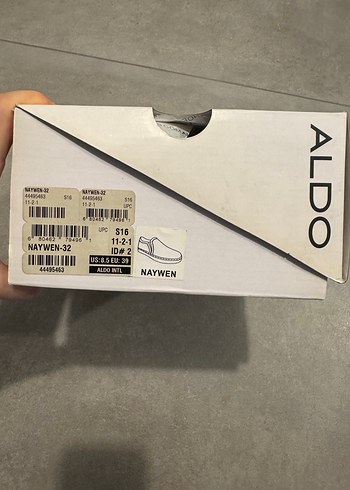 ALDO
NAYWEN-32
44495463 S16
11-2-1
NAYWEN-32
44495463
11-2-1 S16
UPC
UPC S16
11-2-1
ID# 2
NAYWEN-32
44495463
US: 8.5 EU: 39
ALDO INTL
NAYWEN